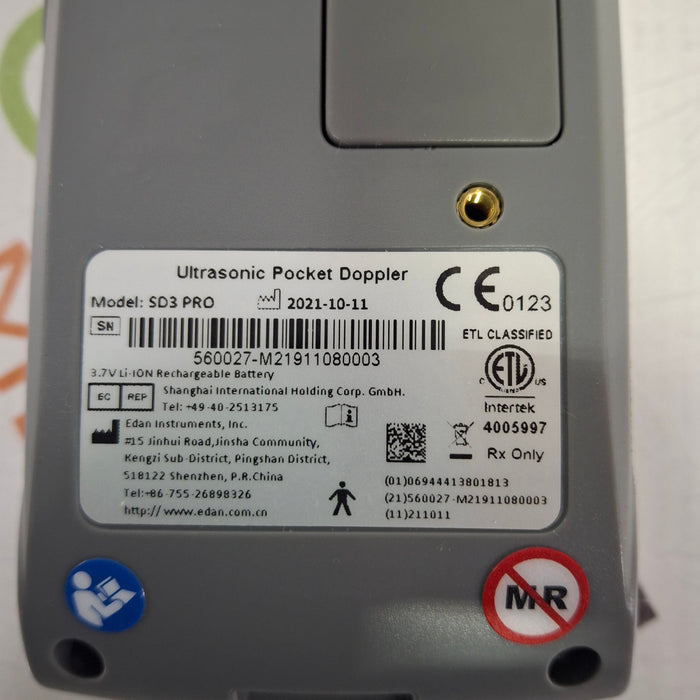 Ultrasonic Pocket Doppler
Model: SD3 PRO 2021-10-11
CE0123
SN
560027-M21911080003
ETL CLASSIFIED
3.7V Li-ION Rechargeable Battery
EC REP Shanghai International Holding Corp. GmbH.
Tel: +49-40-2513175
C ETL US
Intertek
4005997
Rx Only
Edan Instruments, Inc.
#15 Jinhui Road,Jinsha Community,
Kengzi Sub-District, Pingshan District,
518122 Shenzhen, P.R.China
Tel:+86-755-26898326
http://www.edan.com.cn
(01)06944413801813
(21)560027-M21911080003
(11)211011
MR